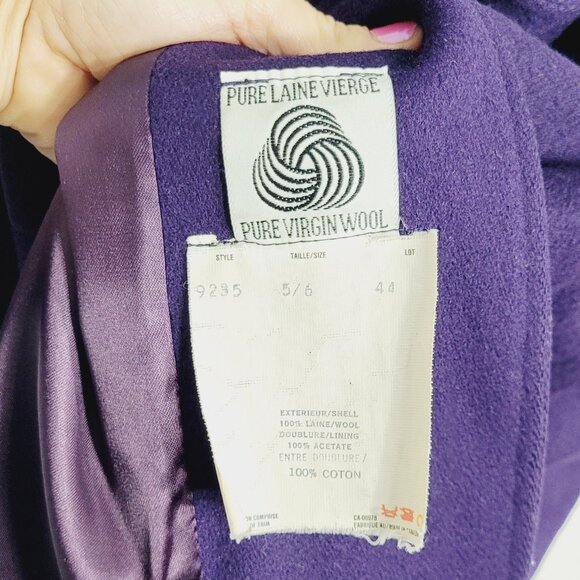 PURE LAINE VIERGE
PURE VIRGIN WOOL
STYLE TAILLE/SIZE LOT
9235 5/6 44
EXTERIEUR/SHELL
100% LAINE/WOOL
DOUBLURE/LINING
100% ACETATE
ENTRE DOUBLURE/
100% COTON